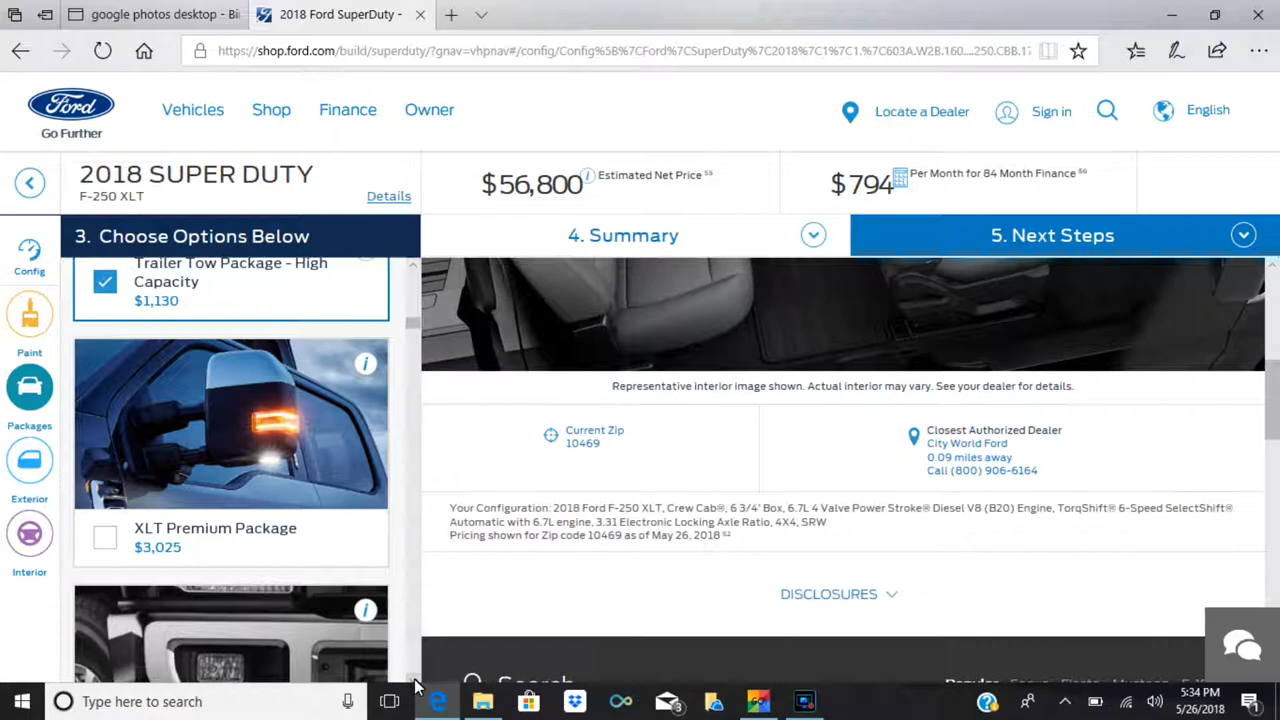 google photos desktop - Bi
2018 Ford SuperDuty -
https://shop.ford.com/build/superduty/?gnav=vhpnav#/config/Config%5B%7CFord%7CSuperDuty%7C2018%7C1%7C1.%7C603A.W2B.160....250.CBB.17
Ford
Go Further
Vehicles
Shop
Finance
Owner
Locate a Dealer
Sign in
English
2018 SUPER DUTY
F-250 XLT
Details
$56,800
Estimated Net Price 55
$794
Per Month for 84 Month Finance 56
3. Choose Options Below
4. Summary
5. Next Steps
Config
Paint
Packages
Exterior
Interior
Trailer Tow Package - High
Capacity
$1,130
XLT Premium Package
$3,025
Representative interior image shown. Actual interior may vary. See your dealer for details.
Current Zip
10469
Closest Authorized Dealer
City World Ford
0.09 miles away
Call (800) 906-6164
Your Configuration: 2018 Ford F-250 XLT, Crew Cab®, 6 3/4' Box, 6.7L 4 Valve Power Stroke® Diesel V8 (B20) Engine, TorqShift® 6-Speed SelectShift®
Automatic with 6.7L engine, 3.31 Electronic Locking Axle Ratio, 4X4, SRW
Pricing shown for Zip code 10469 as of May 26, 2018 52
DISCLOSURES
Search
Popular
Type here to search
3
5:34 PM
5/26/2018
1